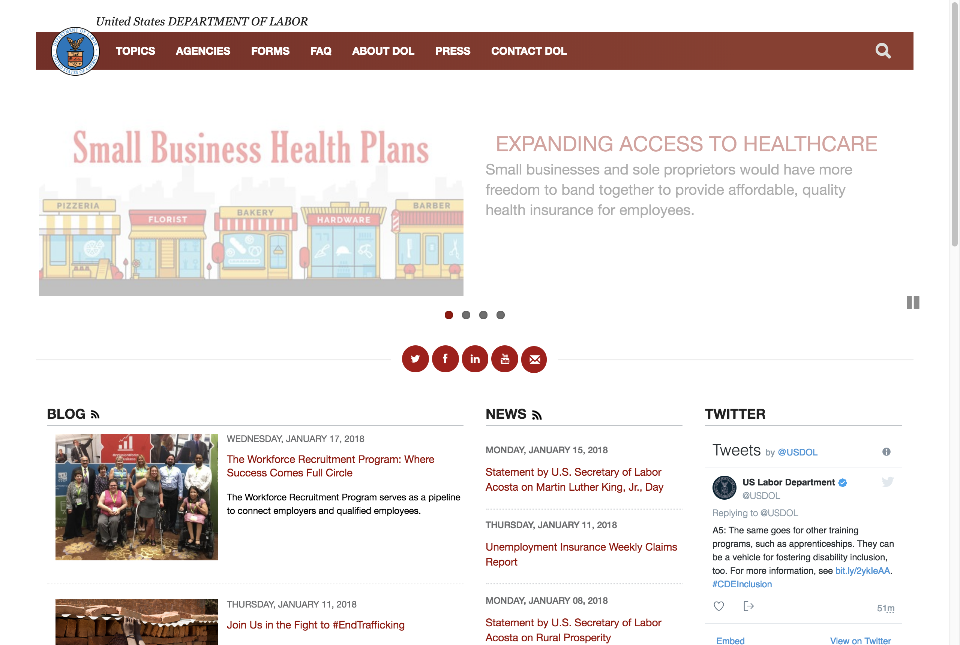 United States DEPARTMENT OF LABOR
TOPICS AGENCIES FORMS FAQ ABOUT DOL PRESS CONTACT DOL
Small Business Health Plans
PIZZERIA
FLORIST
BAKERY
HARDWARE
BARBER
EXPANDING ACCESS TO HEALTHCARE
Small businesses and sole proprietors would have more
freedom to band together to provide affordable, quality
health insurance for employees.
BLOG
WEDNESDAY, JANUARY 17, 2018
The Workforce Recruitment Program: Where
Success Comes Full Circle
The Workforce Recruitment Program serves as a pipeline
to connect employers and qualified employees.
THURSDAY, JANUARY 11, 2018
Join Us in the Fight to #EndTrafficking
NEWS
MONDAY, JANUARY 15, 2018
Statement by U.S. Secretary of Labor
Acosta on Martin Luther King, Jr., Day
THURSDAY, JANUARY 11, 2018
Unemployment Insurance Weekly Claims
Report
MONDAY, JANUARY 08, 2018
Statement by U.S. Secretary of Labor
Acosta on Rural Prosperity
TWITTER
Tweets by @USDOL
US Labor Department
@USDOL
Replying to @USDOL
A5: The same goes for other training
programs, such as apprenticeships. They can
be a vehicle for fostering disability inclusion,
too. For more information, see bit.ly/2ykIeAA.
#CDEInclusion
51m
Embed View on Twitter